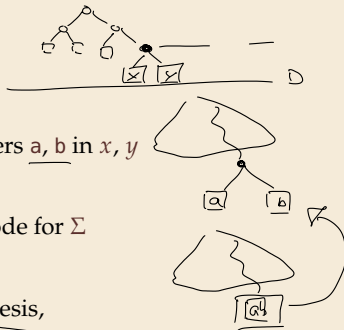 x y
D
ers a, b in x, y
a b
ode for Σ
ab
esis,